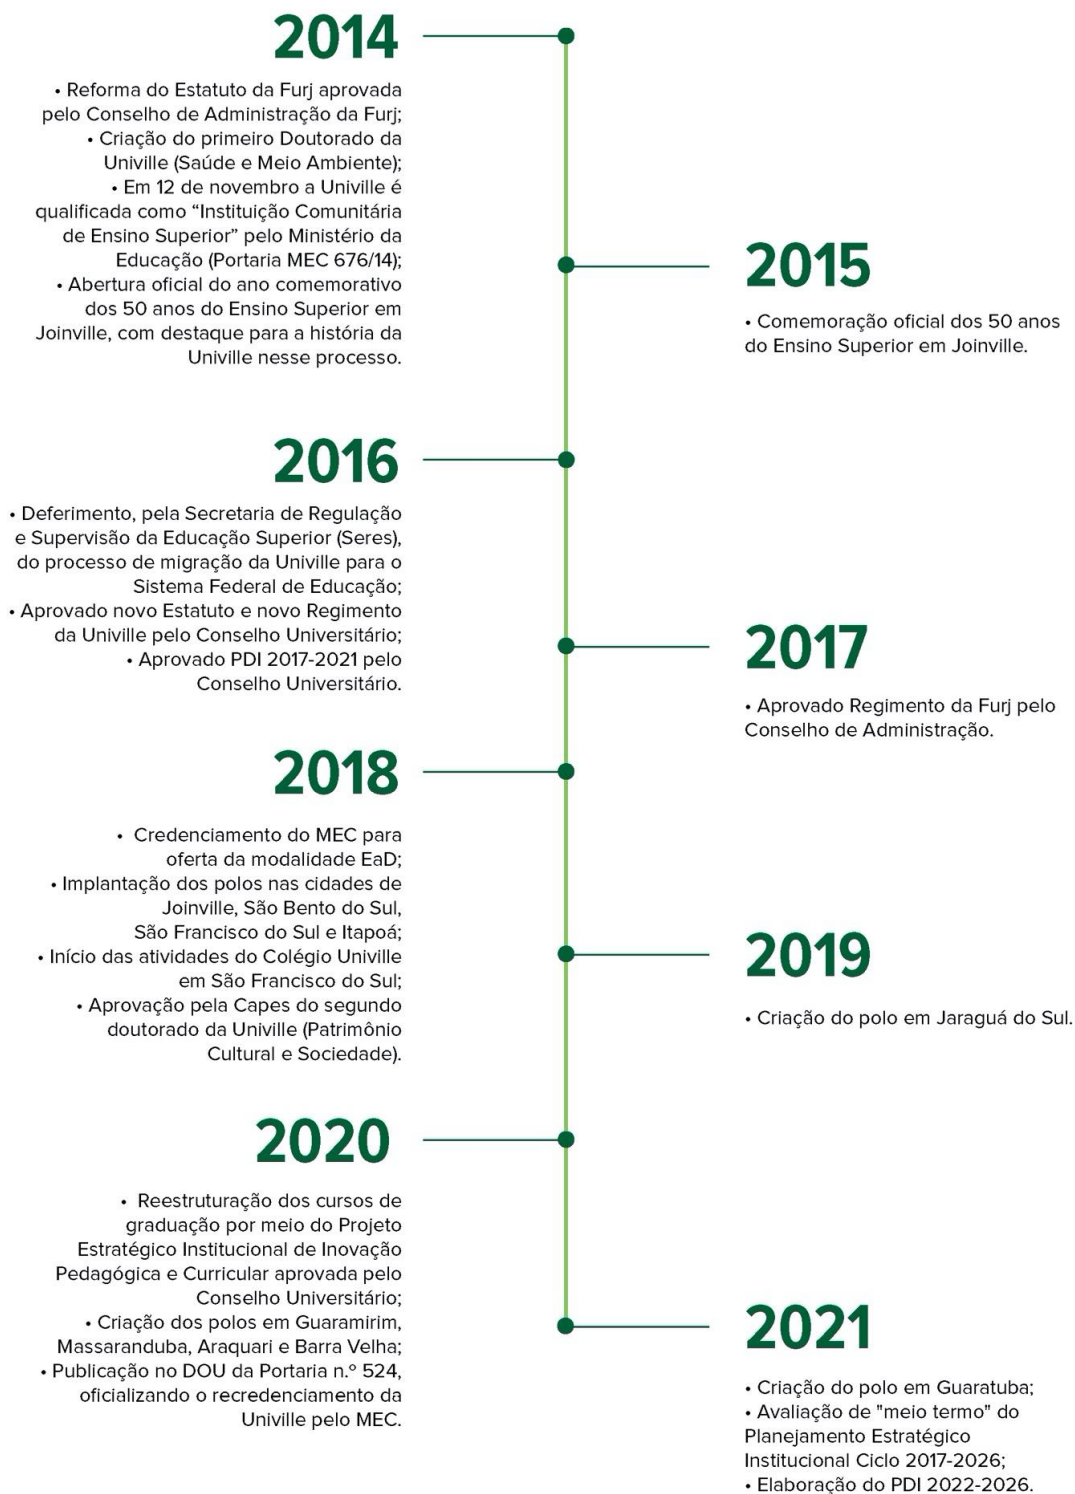 2014
• Reforma do Estatuto da Furj aprovada
pelo Conselho de Administração da Furj;
• Criação do primeiro Doutorado da
Univille (Saúde e Meio Ambiente);
• Em 12 de novembro a Univille é
qualificada como “Instituição Comunitária
de Ensino Superior” pelo Ministério da
Educação (Portaria MEC 676/14);
• Abertura oficial do ano comemorativo
dos 50 anos do Ensino Superior em
Joinville, com destaque para a história da
Univille nesse processo.
2015
• Comemoração oficial dos 50 anos
do Ensino Superior em Joinville.
2016
• Deferimento, pela Secretaria de Regulação
e Supervisão da Educação Superior (Seres),
do processo de migração da Univille para o
Sistema Federal de Educação;
• Aprovado novo Estatuto e novo Regimento
da Univille pelo Conselho Universitário;
• Aprovado PDI 2017-2021 pelo
Conselho Universitário.
2017
• Aprovado Regimento da Furj pelo
Conselho de Administração.
2018
• Credenciamento do MEC para
oferta da modalidade EaD;
• Implantação dos polos nas cidades de
Joinville, São Bento do Sul,
São Francisco do Sul e Itapoá;
• Início das atividades do Colégio Univille
em São Francisco do Sul;
• Aprovação pela Capes do segundo
doutorado da Univille (Patrimônio
Cultural e Sociedade).
2019
• Criação do polo em Jaraguá do Sul.
2020
• Reestruturação dos cursos de
graduação por meio do Projeto
Estratégico Institucional de Inovação
Pedagógica e Curricular aprovada pelo
Conselho Universitário;
• Criação dos polos em Guaramirim,
Massaranduba, Araquari e Barra Velha;
• Publicação no DOU da Portaria n.º 524,
oficializando o recredenciamento da
Univille pelo MEC.
2021
• Criação do polo em Guaratuba;
• Avaliação de "meio termo" do
Planejamento Estratégico
Institucional Ciclo 2017-2026;
• Elaboração do PDI 2022-2026.